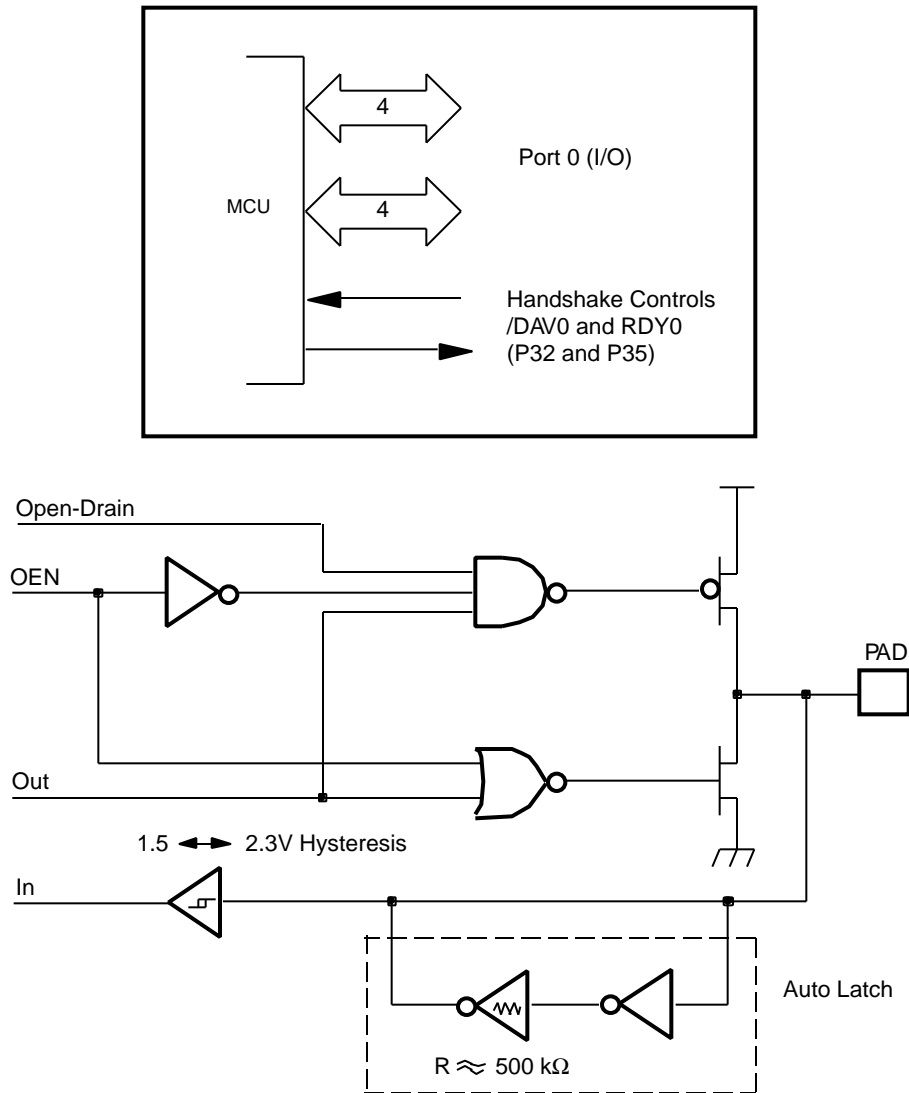 4
Port 0 (I/O)
MCU
4
Handshake Controls
/DAV0 and RDY0
(P32 and P35)
Open-Drain
OEN
PAD
Out
1.5 2.3V Hysteresis
In
Auto Latch
R ≈ 500 kΩ